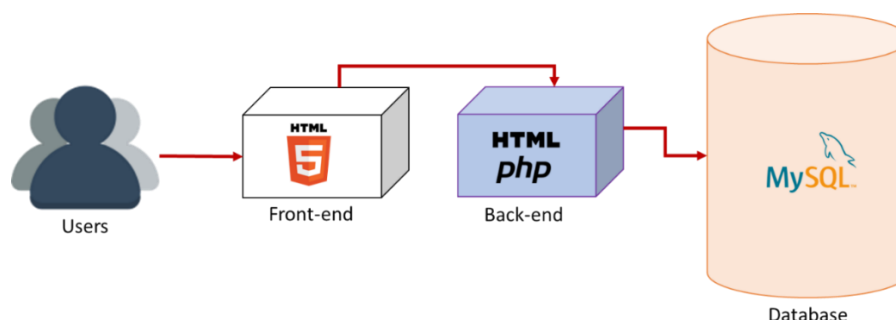 Users
HTML
5
Front-end
HTML
php
Back-end
MySQL
Database